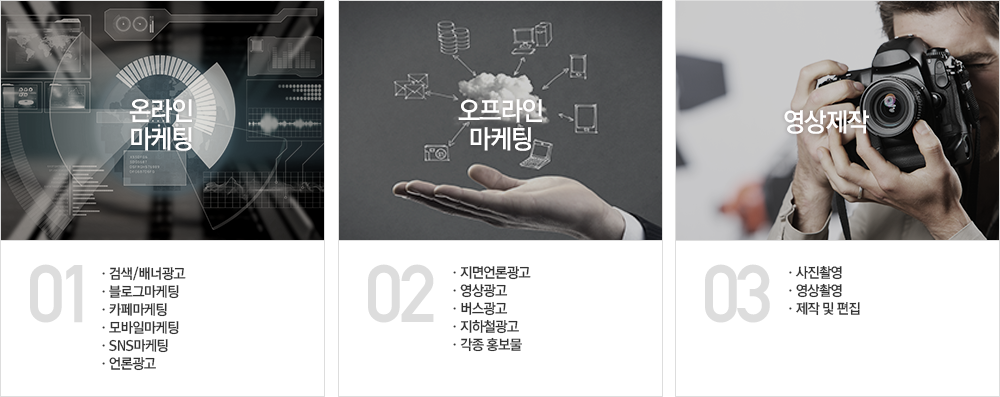 온라인
마케팅
01
· 검색/배너광고
· 블로그마케팅
· 카페마케팅
· 모바일마케팅
· SNS마케팅
· 언론광고
오프라인
마케팅
02
· 지면언론광고
· 영상광고
· 버스광고
· 지하철광고
· 각종 홍보물
영상제작
03
· 사진촬영
· 영상촬영
· 제작 및 편집